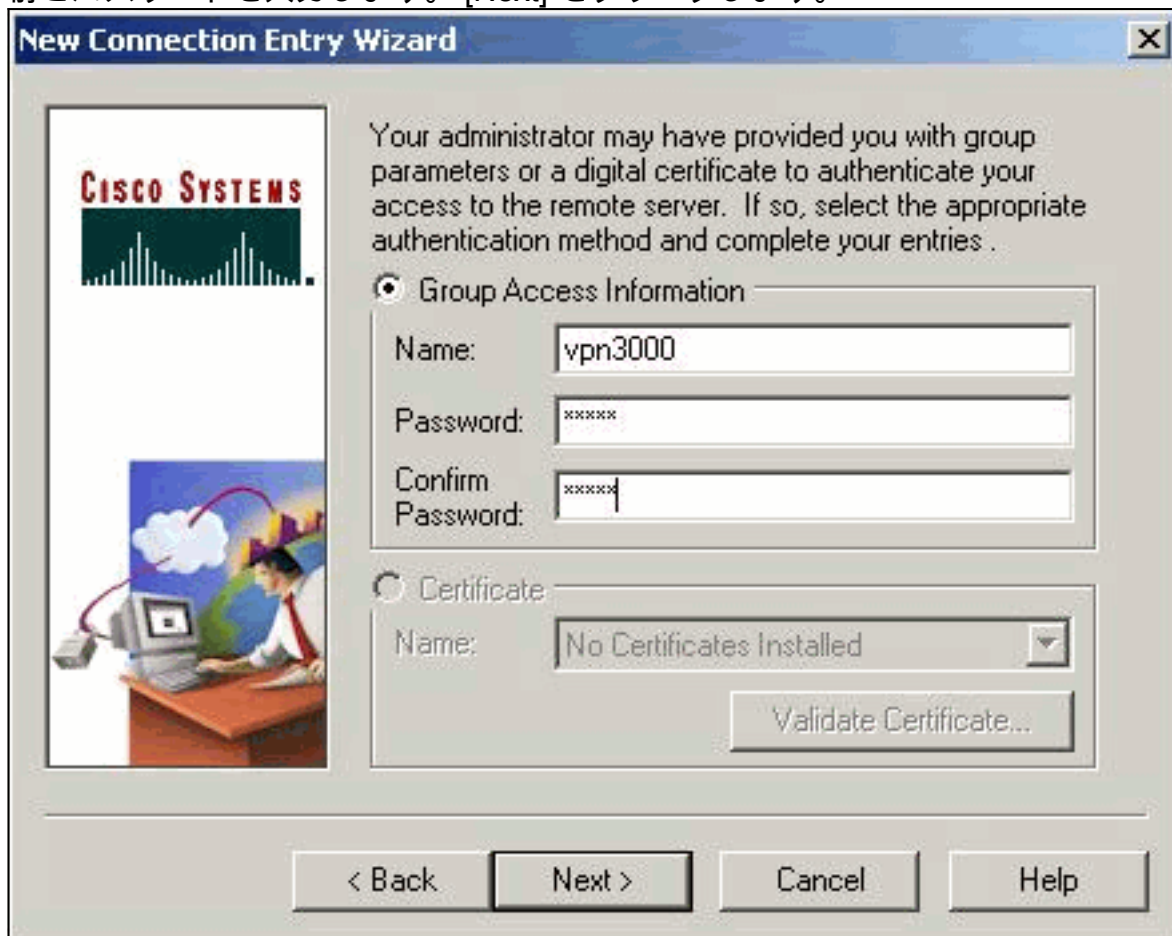 New Connection Entry Wizard
CISCO SYSTEMS
Your administrator may have provided you with group
parameters or a digital certificate to authenticate your
access to the remote server. If so, select the appropriate
authentication method and complete your entries .
Group Access Information
Name: vpn3000
Password: *****
Confirm
Password: *****
Certificate
Name: No Certificates Installed
Validate Certificate...
< Back Next > Cancel Help